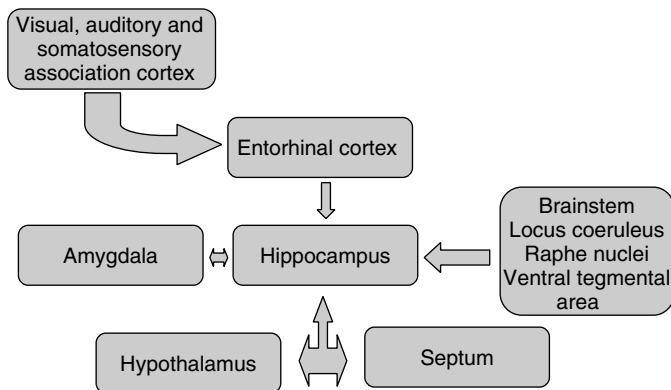 Visual, auditory and
somatosensory
association cortex
Entorhinal cortex
Amygdala
Hippocampus
Brainstem
Locus coeruleus
Raphe nuclei
Ventral tegmental
area
Hypothalamus
Septum